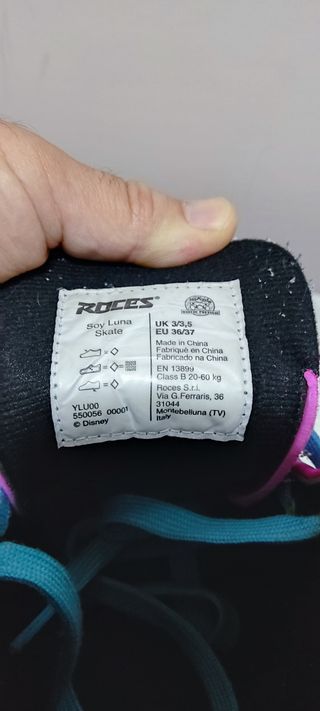 ROCES
Soy Luna
Skate
YLU00
550056 00001
© Disney
UK 3/3,5
EU 36/37
Made in China
Fabriqué en China
Fabricado na China
EN 13899
Class B 20-60 kg
Roces S.r.l.
Via G.Ferraris, 36
31044
Montebelluna (TV)
Italy